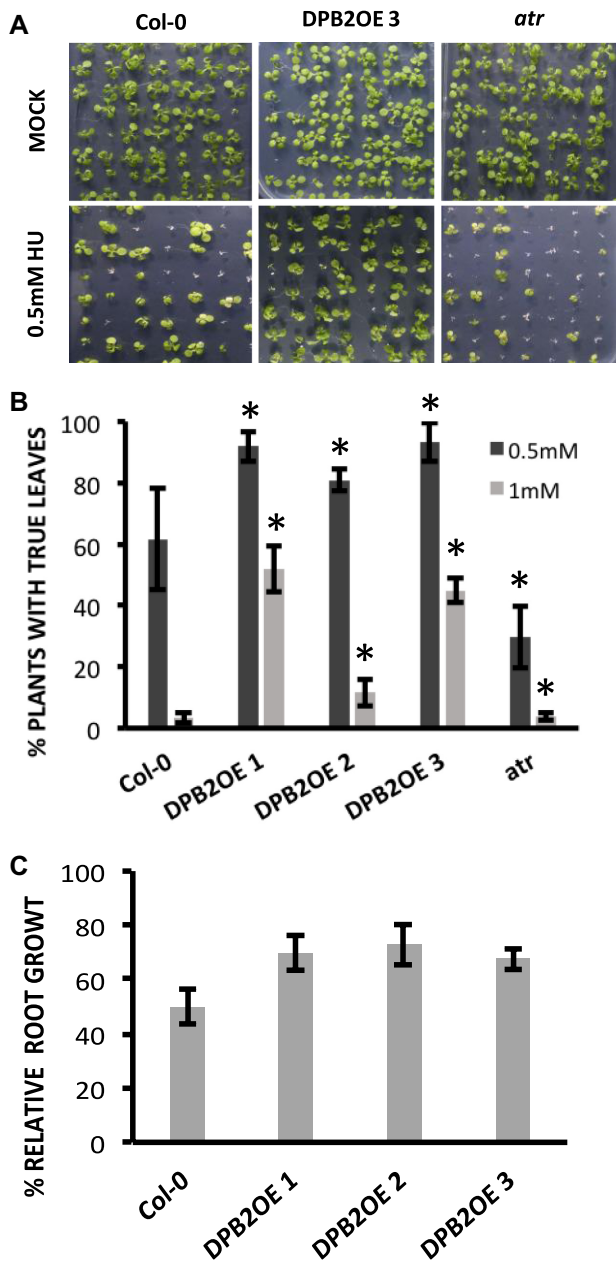 A
Col-0 DPB2OE 3 atr
MOCK
0.5mM HU
B
% PLANTS WITH TRUE LEAVES
100
80
60
40
20
0
* * * * * * * *
0.5mM
1mM
Col-0 DPB2OE 1 DPB2OE 2 DPB2OE 3 atr
C
% RELATIVE ROOT GROWT
100
80
60
40
20
0
Col-0 DPB2OE 1 DPB2OE 2 DPB2OE 3